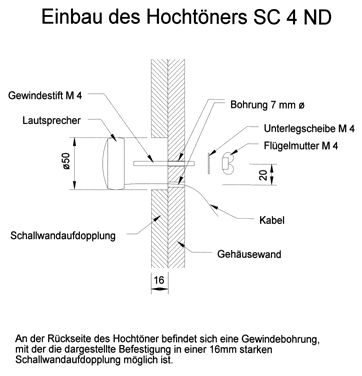 Einbau des Hochtöners SC 4 ND
Gewindestift M 4
Bohrung 7 mm ø
Lautsprecher
Unterlegscheibe M 4
Flügelmutter M 4
ø50
20
Kabel
Schallwandaufdopplung
Gehäusewand
16
An der Rückseite des Hochtöner befindet sich eine Gewindebohrung,
mit der die dargestellte Befestigung in einer 16mm starken
Schallwandaufdopplung möglich ist.